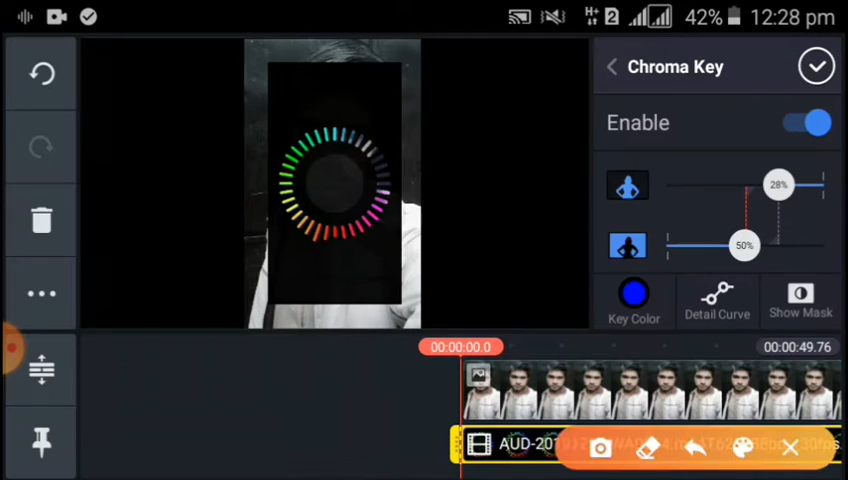 H+ 2 42% 12:28 pm
Chroma Key
Enable
28%
50%
Key Color
Detail Curve
Show Mask
00:00:00.0
00:00:49.76